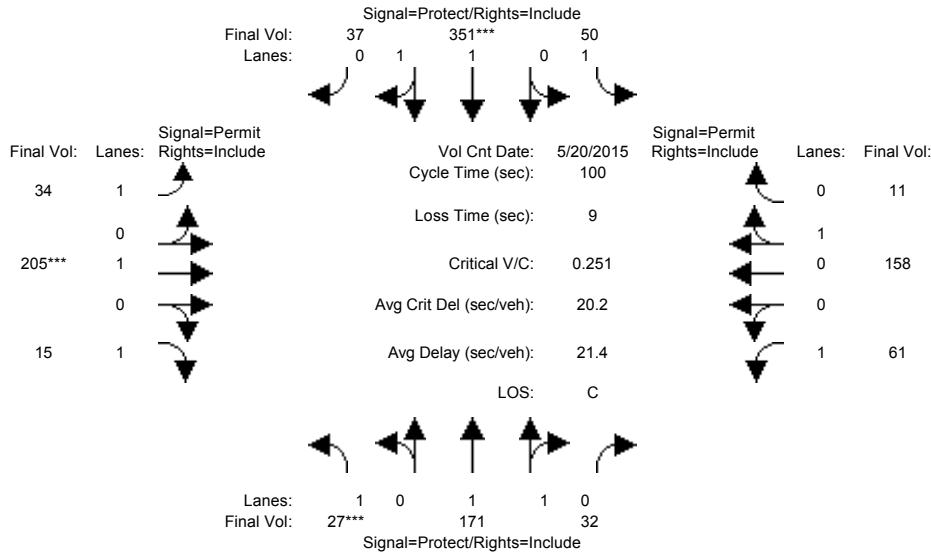 Signal=Protect/Rights=Include
Final Vol: 37 351*** 50
Lanes: 0 1 1 0 1
Signal=Permit Signal=Permit
Final Vol: Lanes: Rights=Include Vol Cnt Date: 5/20/2015 Rights=Include Lanes: Final Vol:
Cycle Time (sec): 100
34 1 0 11
Loss Time (sec): 9
0 1
205*** 1 Critical V/C: 0.251 0 158
0 Avg Crit Del (sec/veh): 20.2 0
15 1 Avg Delay (sec/veh): 21.4 1 61
LOS: C
Lanes: 1 0 1 1 0
Final Vol: 27*** 171 32
Signal=Protect/Rights=Include